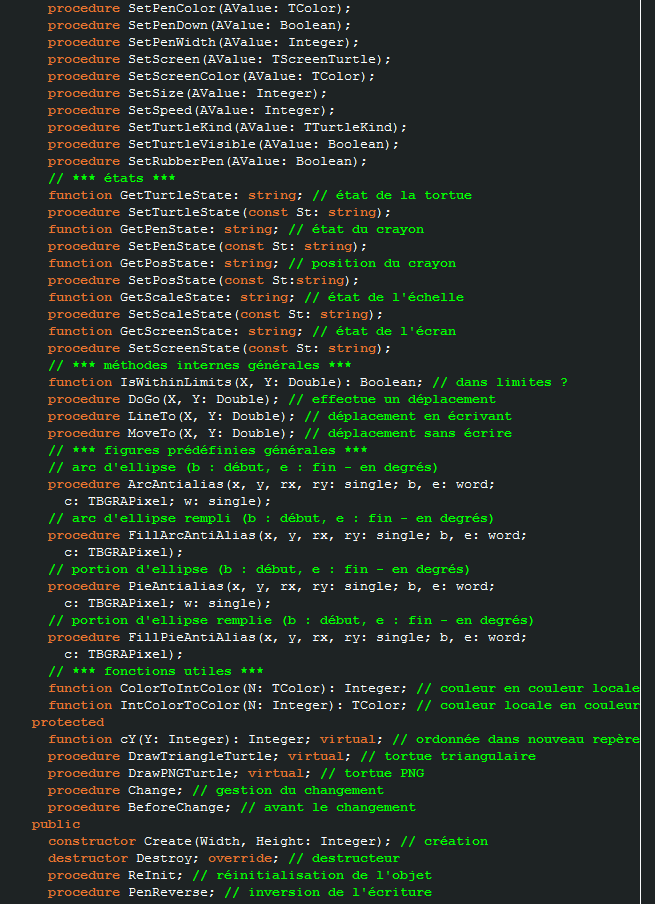 procedure SetPenColor(AValue: TColor);
procedure SetPenDown(AValue: Boolean);
procedure SetPenWidth(AValue: Integer);
procedure SetScreen(AValue: TScreenTurtle);
procedure SetScreenColor(AValue: TColor);
procedure SetSize(AValue: Integer);
procedure SetSpeed(AValue: Integer);
procedure SetTurtleKind(AValue: TTurtleKind);
procedure SetTurtleVisible(AValue: Boolean);
procedure SetRubberPen(AValue: Boolean);
// *** états ***
function GetTurtleState: string; // état de la tortue
procedure SetTurtleState(const St: string);
function GetPenState: string; // état du crayon
procedure SetPenState(const St: string);
function GetPosState: string; // position du crayon
procedure SetPosState(const St:string);
function GetScaleState: string; // état de l'échelle
procedure SetScaleState(const St: string);
function GetScreenState: string; // état de l'écran
procedure SetScreenState(const St: string);
// *** méthodes internes générales ***
function IsWithinLimits(X, Y: Double): Boolean; // dans limites ?
procedure DoGo(X, Y: Double); // effectue un déplacement
procedure LineTo(X, Y: Double); // déplacement en écrivant
procedure MoveTo(X, Y: Double); // déplacement sans écrire
// *** figures prédéfinies générales ***
// arc d'ellipse (b : début, e : fin - en degrés)
procedure ArcAntialias(x, y, rx, ry: single; b, e: word;
c: TBGRAPixel; w: single);
// arc d'ellipse rempli (b : début, e : fin - en degrés)
procedure FillArcAntiAlias(x, y, rx, ry: single; b, e: word;
c: TBGRAPixel);
// portion d'ellipse (b : début, e : fin - en degrés)
procedure PieAntialias(x, y, rx, ry: single; b, e: word;
c: TBGRAPixel; w: single);
// portion d'ellipse remplie (b : début, e : fin - en degrés)
procedure FillPieAntiAlias(x, y, rx, ry: single; b, e: word;
c: TBGRAPixel);
// *** fonctions utiles ***
function ColorToIntColor(N: TColor): Integer; // couleur en couleur locale
function IntColorToColor(N: Integer): TColor; // couleur locale en couleur
protected
function cY(Y: Integer): Integer; virtual; // ordonnée dans nouveau repère
procedure DrawTriangleTurtle; virtual; // tortue triangulaire
procedure DrawPNGTurtle; virtual; // tortue PNG
procedure Change; // gestion du changement
procedure BeforeChange; // avant le changement
public
constructor Create(Width, Height: Integer); // création
destructor Destroy; override; // destructeur
procedure ReInit; // réinitialisation de l'objet
procedure PenReverse; // inversion de l'écriture